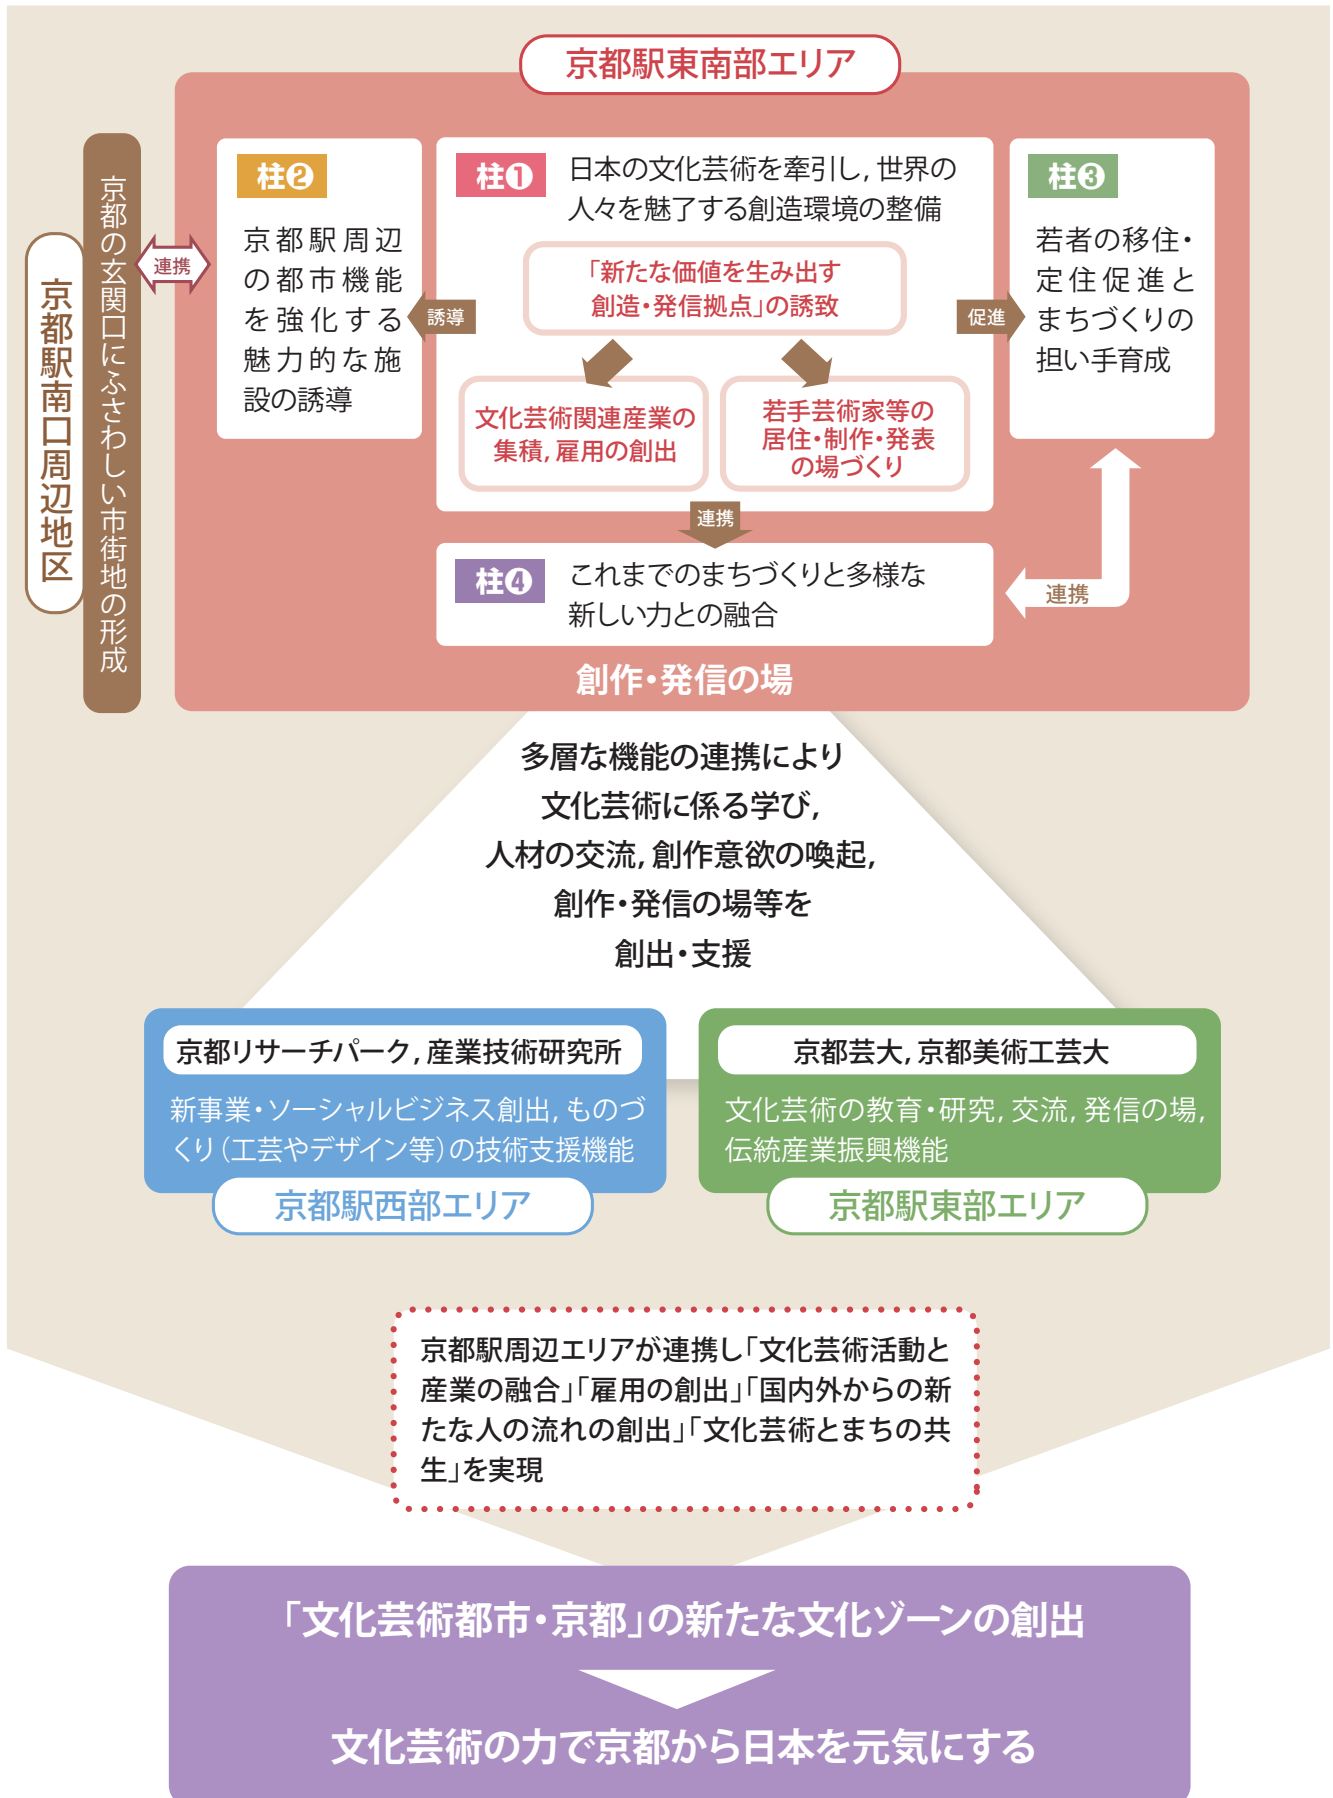 京都駅東南部エリア
京都駅南口周辺地区
京都の玄関口にふさわしい市街地の形成
連携
柱❷
京都駅周辺
の都市機能
を強化する
魅力的な施
設の誘導
誘導
柱❶
日本の文化芸術を牽引し，世界の
人々を魅了する創造環境の整備
「新たな価値を生み出す
創造・発信拠点」の誘致
文化芸術関連産業の
集積，雇用の創出
若手芸術家等の
居住・制作・発表
の場づくり
促進
柱❸
若者の移住・
定住促進と
まちづくりの
担い手育成
連携
柱❹
これまでのまちづくりと多様な
新しい力との融合
連携
創作・発信の場
多層な機能の連携により
文化芸術に係る学び，
人材の交流，創作意欲の喚起，
創作・発信の場等を
創出・支援
京都リサーチパーク，産業技術研究所
新事業・ソーシャルビジネス創出，ものづ
くり（工芸やデザイン等）の技術支援機能
京都駅西部エリア
京都芸大，京都美術工芸大
文化芸術の教育・研究，交流，発信の場，
伝統産業振興機能
京都駅東部エリア
京都駅周辺エリアが連携し「文化芸術活動と
産業の融合」「雇用の創出」「国内外からの新
たな人の流れの創出」「文化芸術とまちの共
生」を実現
「文化芸術都市・京都」の新たな文化ゾーンの創出
文化芸術の力で京都から日本を元気にする